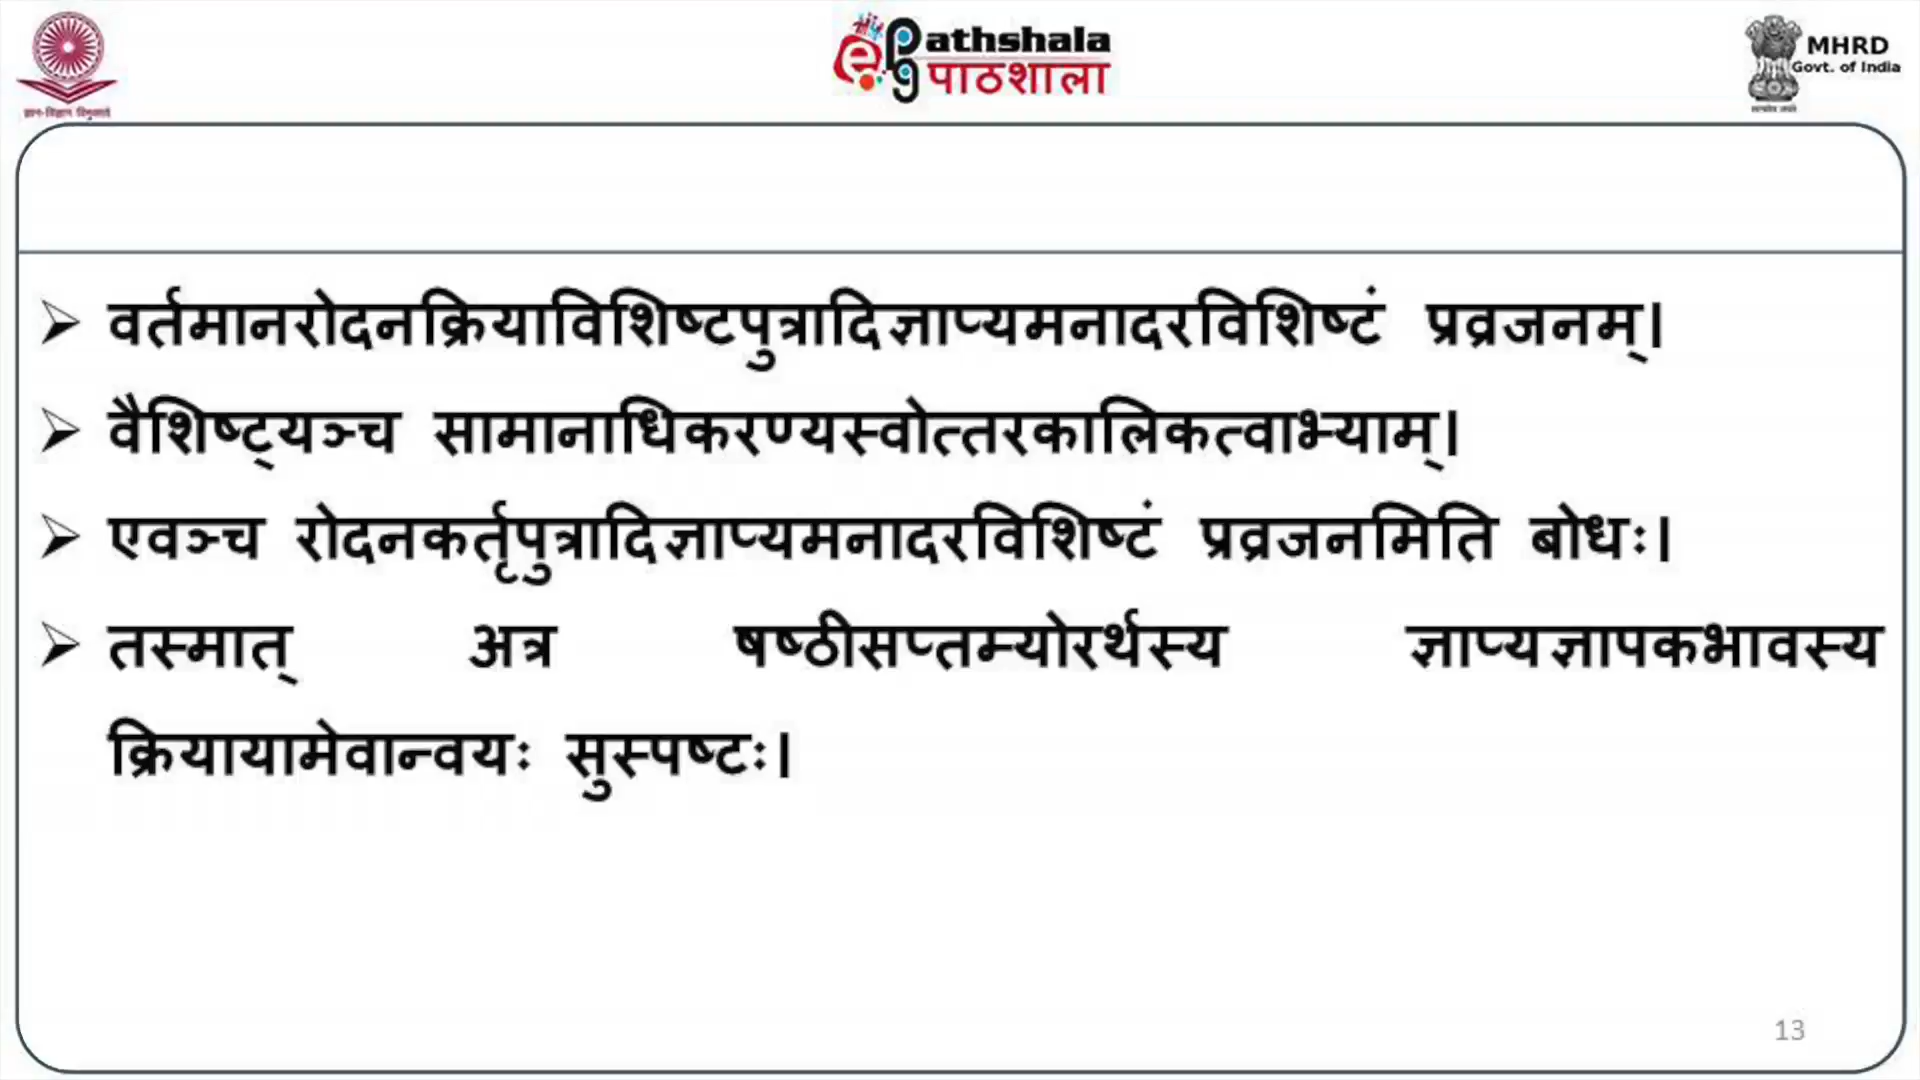 athshala
पाठशाला
MHRD
Govt. of India
ज्ञान-विज्ञान विमुक्तये
वर्तमानरोदनक्रियाविशिष्टपुत्रादिज्ञाप्यमनादरविशिष्टं प्रव्रजनम्।
वैशिष्ट्यञ्च सामानाधिकरण्यस्वोत्तरकालिकत्वाभ्याम्।
एवञ्च रोदनकर्तृपुत्रादिज्ञाप्यमनादरविशिष्टं प्रव्रजनमिति बोधः।
तस्मात् अत्र षष्ठीसप्तम्योरर्थस्य ज्ञाप्यज्ञापकभावस्य
क्रियायामेवान्वयः सुस्पष्टः।
13